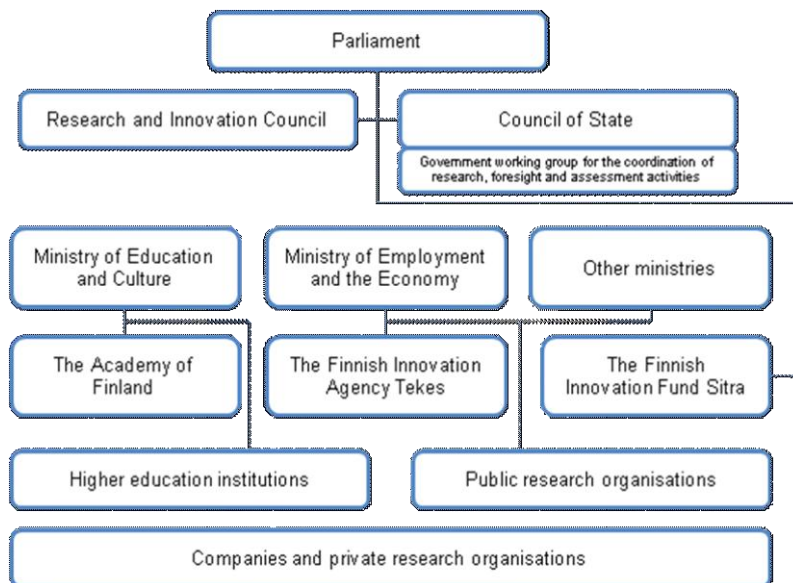 Parliament
Research and Innovation Council
Council of State
Government working group for the coordination of
research, foresight and assessment activities
Ministry of Education
and Culture
Ministry of Employment
and the Economy
Other ministries
The Academy of
Finland
The Finnish Innovation
Agency Tekes
The Finnish
Innovation Fund Sitra
Higher education institutions
Public research organisations
Companies and private research organisations